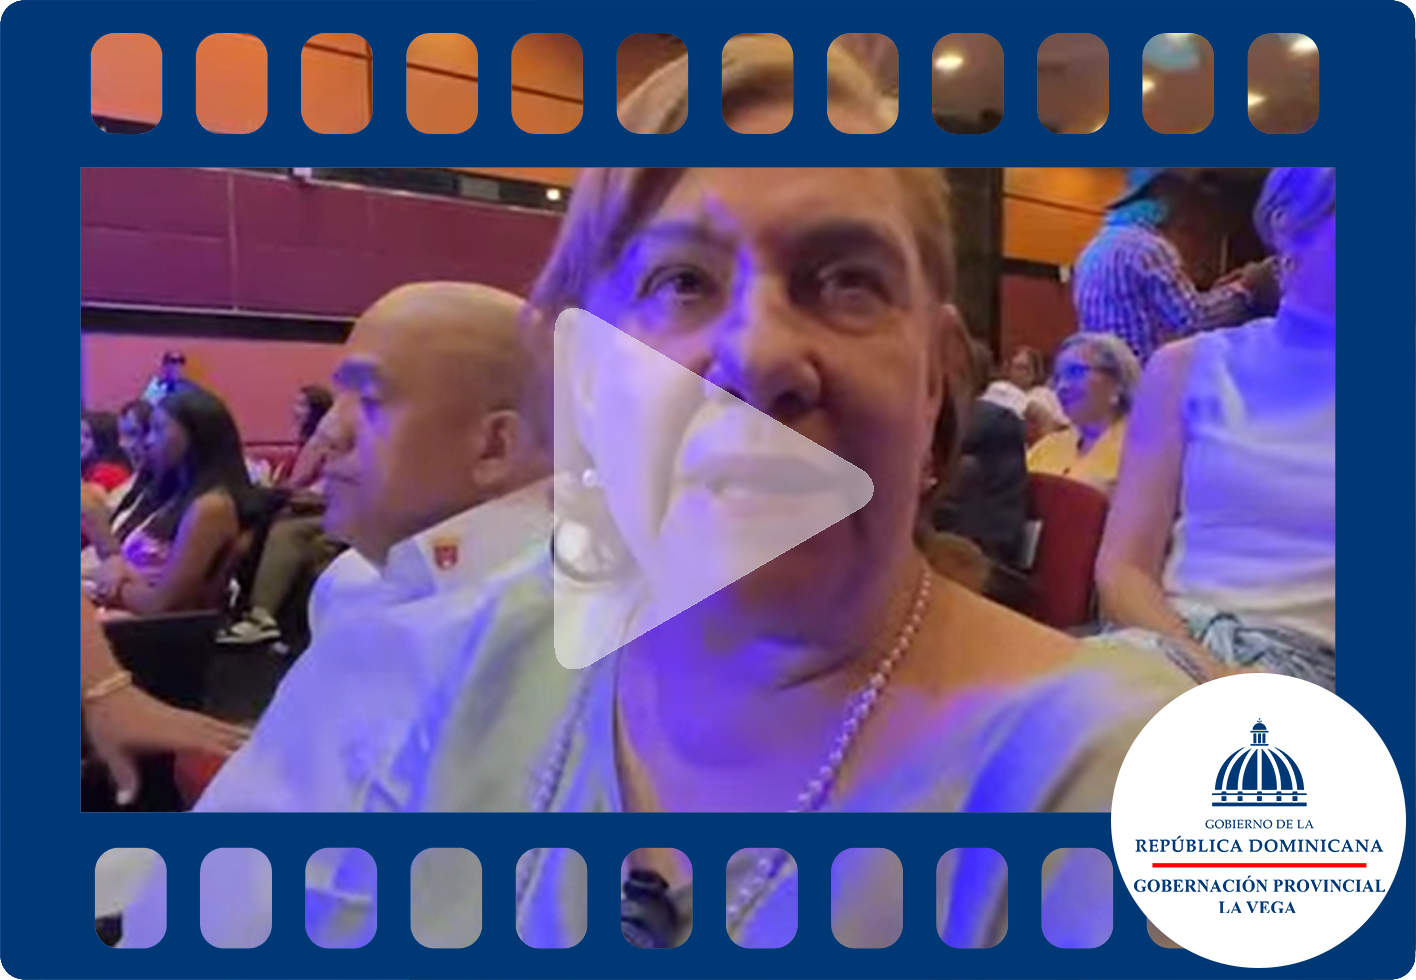 GOBIERNO DE LA
REPÚBLICA DOMINICANA
GOBERNACIÓN PROVINCIAL
LA VEGA